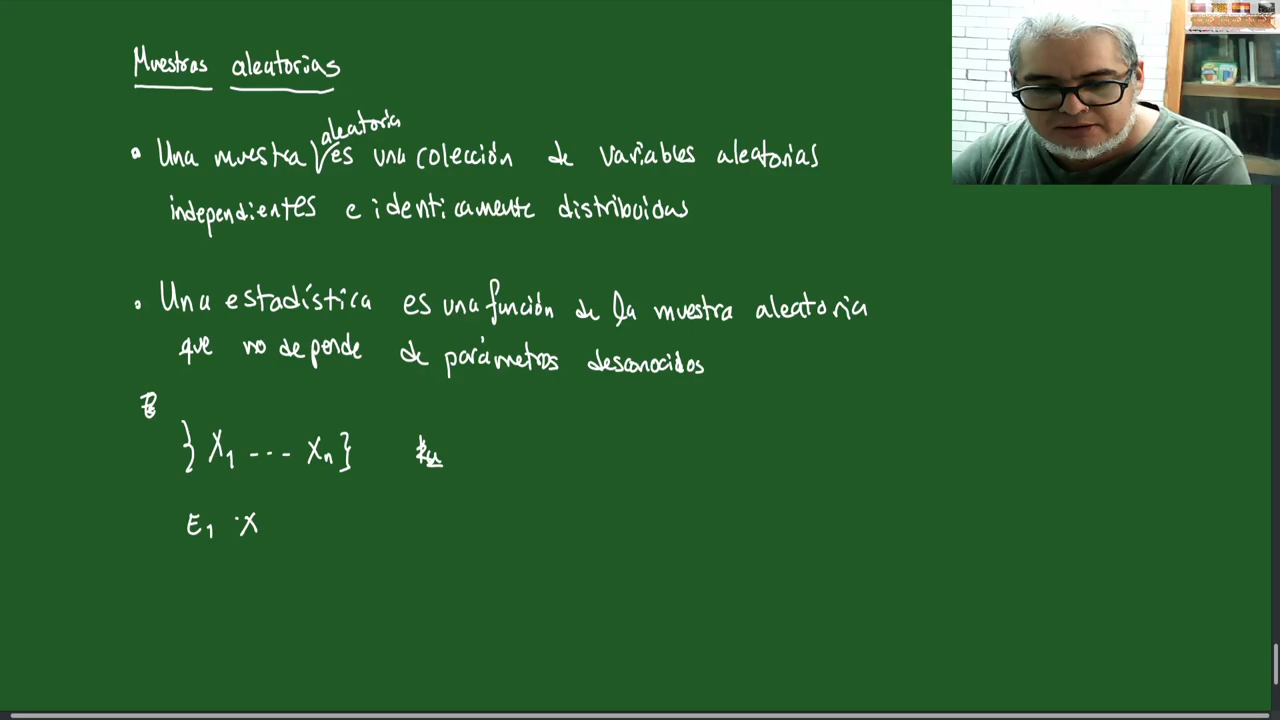 Muestras aleatorias
aleatoria
• Una muestra es una colección de variables aleatorias
independientes e identicamente distribuidas
• Una estadística es una función de la muestra aleatoria
que no depende de parámetros desconocidos
} X1 --- Xn }
E1 X